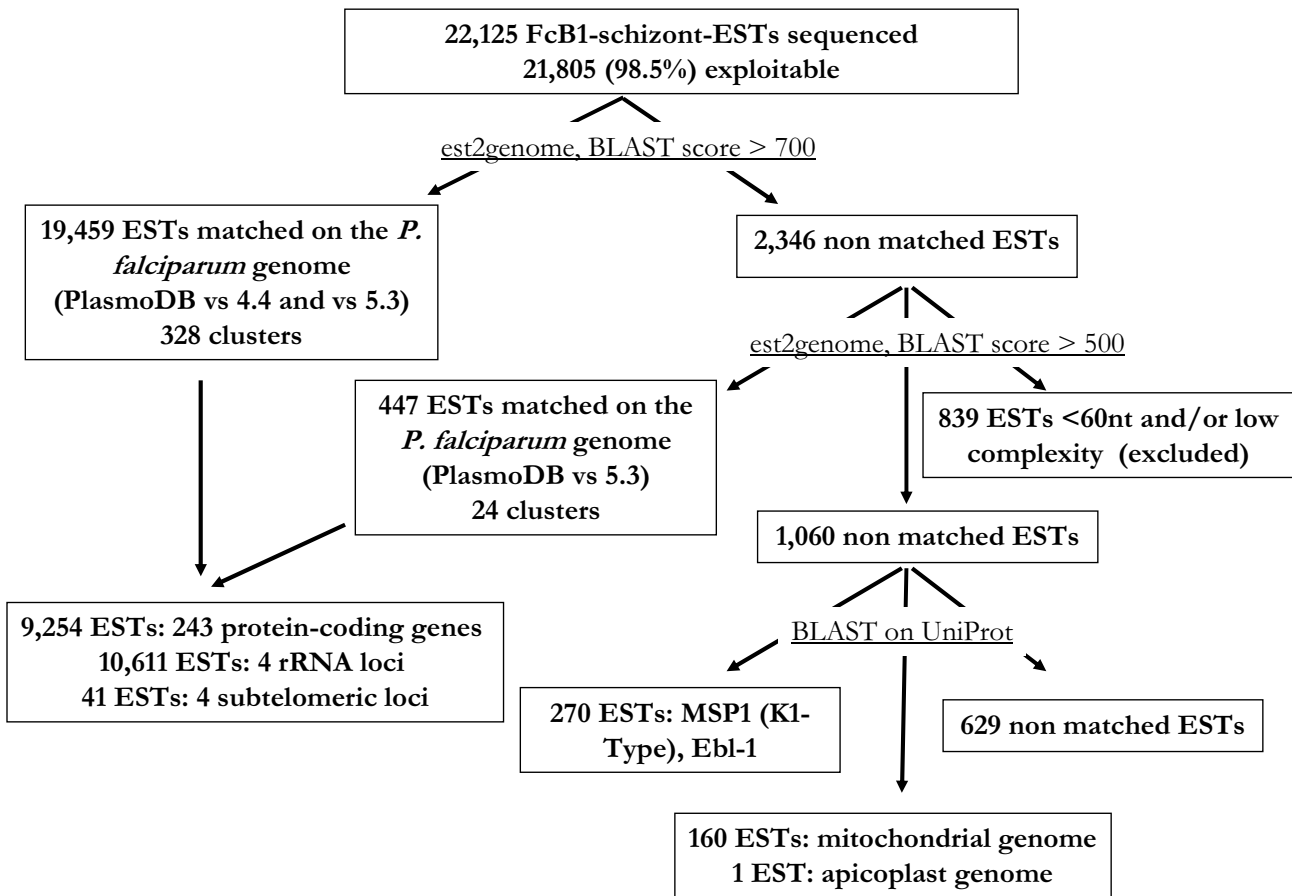 22,125 FcB1-schizont-ESTs sequenced
21,805 (98.5%) exploitable
est2genome, BLAST score > 700
19,459 ESTs matched on the P.
falciparum genome
(PlasmoDB vs 4.4 and vs 5.3)
328 clusters
2,346 non matched ESTs
est2genome, BLAST score > 500
447 ESTs matched on the
P. falciparum genome
(PlasmoDB vs 5.3)
24 clusters
839 ESTs <60nt and/or low
complexity (excluded)
1,060 non matched ESTs
9,254 ESTs: 243 protein-coding genes
10,611 ESTs: 4 rRNA loci
41 ESTs: 4 subtelomeric loci
BLAST on UniProt
270 ESTs: MSP1 (K1-
Type), Ebl-1
629 non matched ESTs
160 ESTs: mitochondrial genome
1 EST: apicoplast genome